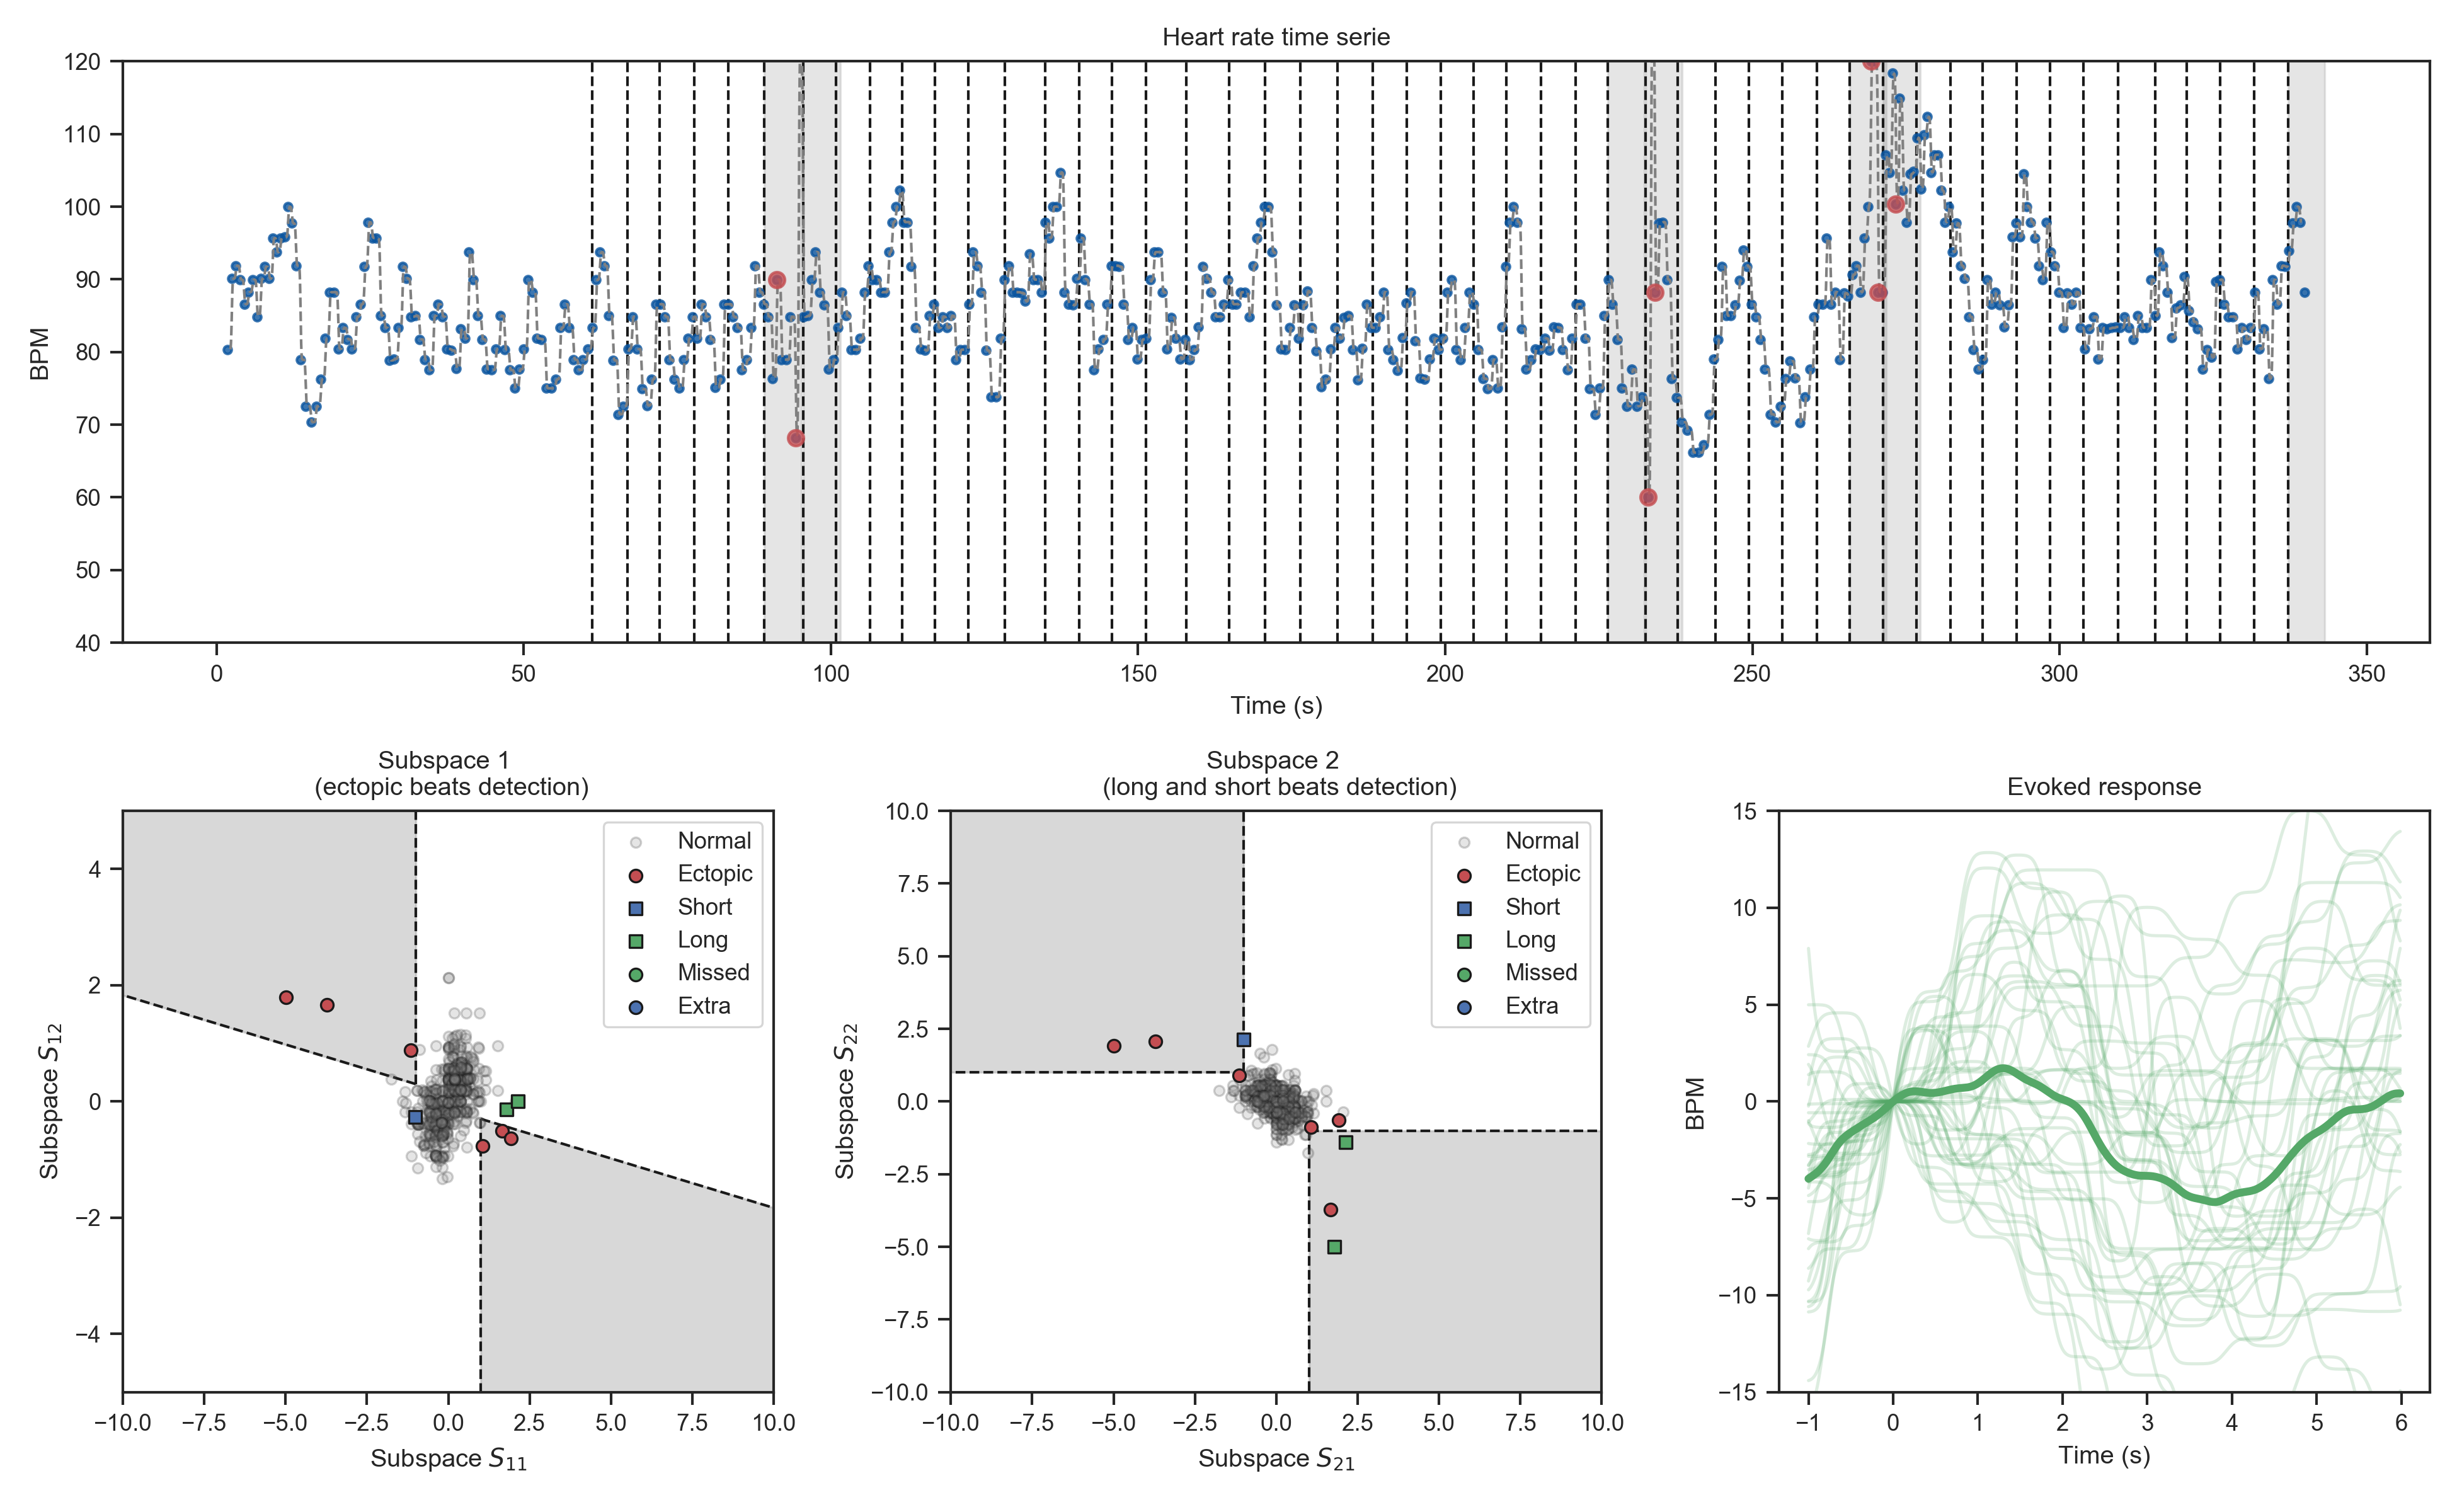 Heart rate time serie
120
110
100
90
80
70
60
50
40
BPM
0 50 100 150 200 250 300 350
Time (s)
Subspace 1
(ectopic beats detection)
4
2
0
−2
−4
Subspace S12
Normal
Ectopic
Short
Long
Missed
Extra
−10.0 −7.5 −5.0 −2.5 0.0 2.5 5.0 7.5 10.0
Subspace S11
Subspace 2
(long and short beats detection)
10.0
7.5
5.0
2.5
0.0
−2.5
−5.0
−7.5
−10.0
Subspace S22
Normal
Ectopic
Short
Long
Missed
Extra
−10.0 −7.5 −5.0 −2.5 0.0 2.5 5.0 7.5 10.0
Subspace S21
Evoked response
15
10
5
0
−5
−10
−15
BPM
−1 0 1 2 3 4 5 6
Time (s)